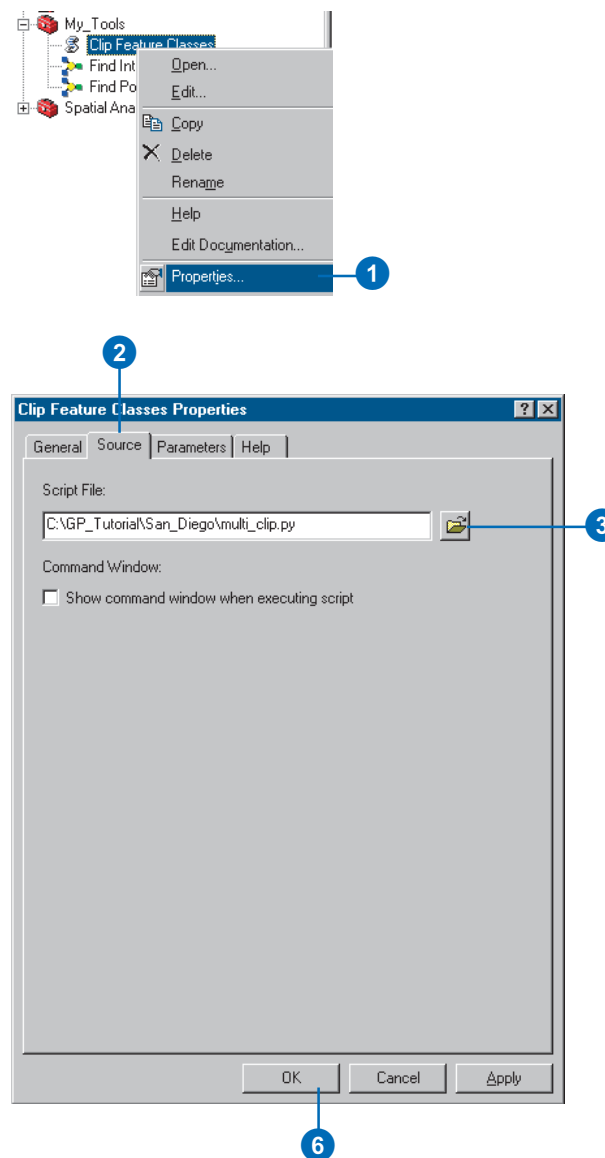 My_Tools
Clip Feature Classes
Find Int
Find Po
Spatial Ana
Open...
Edit...
Copy
Delete
Rename
Help
Edit Documentation...
Properties...
1
2
Clip Feature Classes Properties
General Source Parameters Help
Script File:
C:\GP_Tutorial\San_Diego\multi_clip.py
3
Command Window:
Show command window when executing script
OK Cancel Apply
6